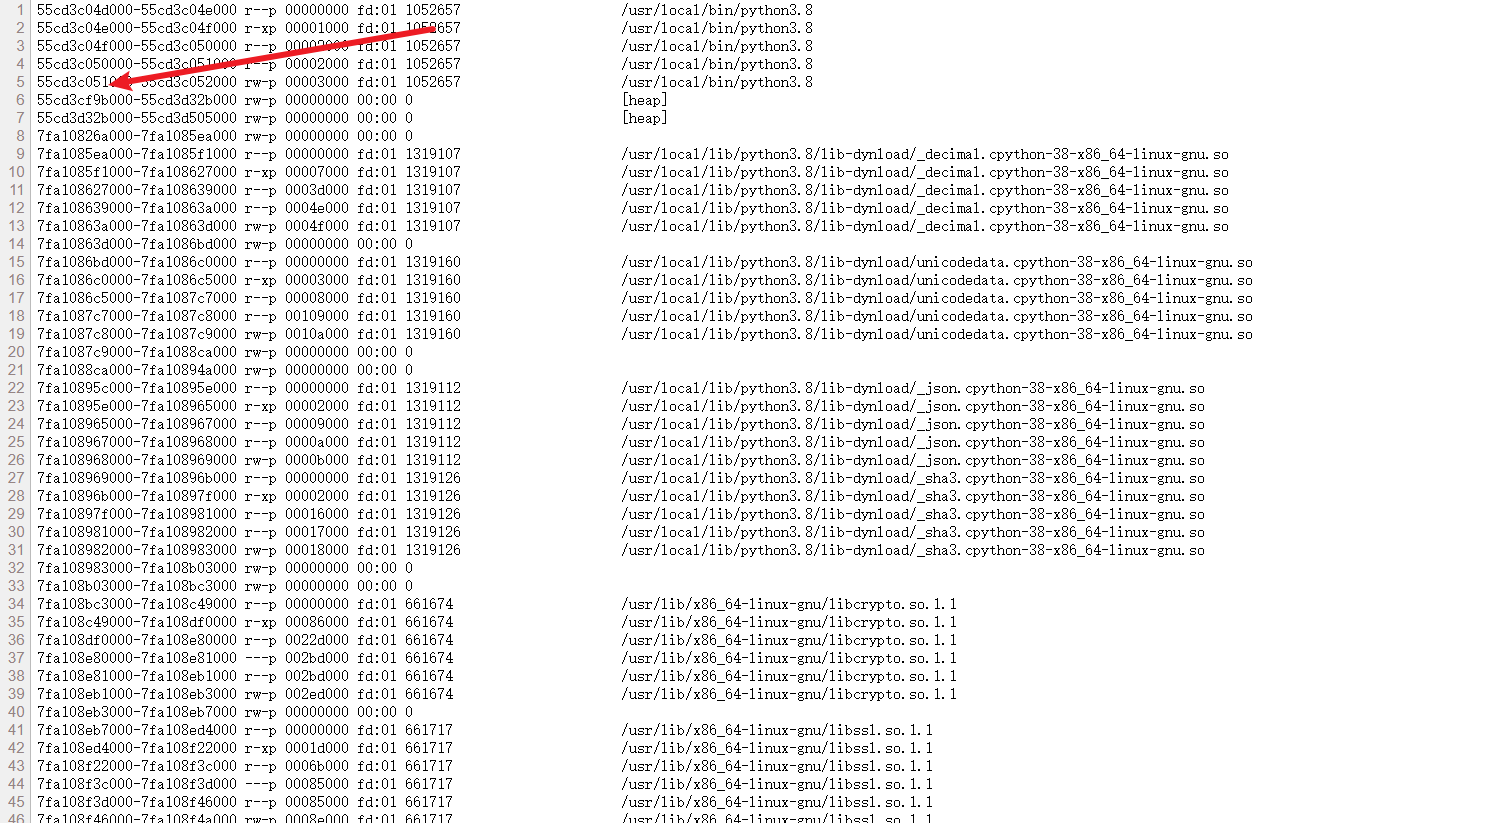 1 55cd3c04d000-55cd3c04e000 r--p 00000000 fd:01 1052657 /usr/local/bin/python3.8
2 55cd3c04e000-55cd3c04f000 r-xp 00001000 fd:01 1052657 /usr/local/bin/python3.8
3 55cd3c04f000-55cd3c050000 r--p 00002000 fd:01 1052657 /usr/local/bin/python3.8
4 55cd3c050000-55cd3c051000 r--p 00002000 fd:01 1052657 /usr/local/bin/python3.8
5 55cd3c051000-55cd3c052000 rw-p 00003000 fd:01 1052657 /usr/local/bin/python3.8
6 55cd3cf9b000-55cd3d32b000 rw-p 00000000 00:00 0 [heap]
7 55cd3d32b000-55cd3d505000 rw-p 00000000 00:00 0 [heap]
8 7fa10826a000-7fa1085ea000 rw-p 00000000 00:00 0
9 7fa1085ea000-7fa1085f1000 r--p 00000000 fd:01 1319107 /usr/local/lib/python3.8/lib-dynload/_decimal.cpython-38-x86_64-linux-gnu.so
10 7fa1085f1000-7fa108627000 r-xp 00007000 fd:01 1319107 /usr/local/lib/python3.8/lib-dynload/_decimal.cpython-38-x86_64-linux-gnu.so
11 7fa108627000-7fa108639000 r--p 0003d000 fd:01 1319107 /usr/local/lib/python3.8/lib-dynload/_decimal.cpython-38-x86_64-linux-gnu.so
12 7fa108639000-7fa10863a000 r--p 0004e000 fd:01 1319107 /usr/local/lib/python3.8/lib-dynload/_decimal.cpython-38-x86_64-linux-gnu.so
13 7fa10863a000-7fa10863d000 rw-p 0004f000 fd:01 1319107 /usr/local/lib/python3.8/lib-dynload/_decimal.cpython-38-x86_64-linux-gnu.so
14 7fa10863d000-7fa1086bd000 rw-p 00000000 00:00 0
15 7fa1086bd000-7fa1086c0000 r--p 00000000 fd:01 1319160 /usr/local/lib/python3.8/lib-dynload/unicodedata.cpython-38-x86_64-linux-gnu.so
16 7fa1086c0000-7fa1086c5000 r-xp 00003000 fd:01 1319160 /usr/local/lib/python3.8/lib-dynload/unicodedata.cpython-38-x86_64-linux-gnu.so
17 7fa1086c5000-7fa1087c7000 r--p 00008000 fd:01 1319160 /usr/local/lib/python3.8/lib-dynload/unicodedata.cpython-38-x86_64-linux-gnu.so
18 7fa1087c7000-7fa1087c8000 r--p 00109000 fd:01 1319160 /usr/local/lib/python3.8/lib-dynload/unicodedata.cpython-38-x86_64-linux-gnu.so
19 7fa1087c8000-7fa1087c9000 rw-p 0010a000 fd:01 1319160 /usr/local/lib/python3.8/lib-dynload/unicodedata.cpython-38-x86_64-linux-gnu.so
20 7fa1087c9000-7fa1088ca000 rw-p 00000000 00:00 0
21 7fa1088ca000-7fa10894a000 rw-p 00000000 00:00 0
22 7fa10895c000-7fa10895e000 r--p 00000000 fd:01 1319112 /usr/local/lib/python3.8/lib-dynload/_json.cpython-38-x86_64-linux-gnu.so
23 7fa10895e000-7fa108965000 r-xp 00002000 fd:01 1319112 /usr/local/lib/python3.8/lib-dynload/_json.cpython-38-x86_64-linux-gnu.so
24 7fa108965000-7fa108967000 r--p 00009000 fd:01 1319112 /usr/local/lib/python3.8/lib-dynload/_json.cpython-38-x86_64-linux-gnu.so
25 7fa108967000-7fa108968000 r--p 0000a000 fd:01 1319112 /usr/local/lib/python3.8/lib-dynload/_json.cpython-38-x86_64-linux-gnu.so
26 7fa108968000-7fa108969000 rw-p 0000b000 fd:01 1319112 /usr/local/lib/python3.8/lib-dynload/_json.cpython-38-x86_64-linux-gnu.so
27 7fa108969000-7fa10896b000 r--p 00000000 fd:01 1319126 /usr/local/lib/python3.8/lib-dynload/_sha3.cpython-38-x86_64-linux-gnu.so
28 7fa10896b000-7fa10897f000 r-xp 00002000 fd:01 1319126 /usr/local/lib/python3.8/lib-dynload/_sha3.cpython-38-x86_64-linux-gnu.so
29 7fa10897f000-7fa108981000 r--p 00016000 fd:01 1319126 /usr/local/lib/python3.8/lib-dynload/_sha3.cpython-38-x86_64-linux-gnu.so
30 7fa108981000-7fa108982000 r--p 00017000 fd:01 1319126 /usr/local/lib/python3.8/lib-dynload/_sha3.cpython-38-x86_64-linux-gnu.so
31 7fa108982000-7fa108983000 rw-p 00018000 fd:01 1319126 /usr/local/lib/python3.8/lib-dynload/_sha3.cpython-38-x86_64-linux-gnu.so
32 7fa108983000-7fa108b03000 rw-p 00000000 00:00 0
33 7fa108b03000-7fa108bc3000 rw-p 00000000 00:00 0
34 7fa108bc3000-7fa108c49000 r--p 00000000 fd:01 661674 /usr/lib/x86_64-linux-gnu/libcrypto.so.1.1
35 7fa108c49000-7fa108df0000 r-xp 00086000 fd:01 661674 /usr/lib/x86_64-linux-gnu/libcrypto.so.1.1
36 7fa108df0000-7fa108e80000 r--p 0022d000 fd:01 661674 /usr/lib/x86_64-linux-gnu/libcrypto.so.1.1
37 7fa108e80000-7fa108e81000 ---p 002bd000 fd:01 661674 /usr/lib/x86_64-linux-gnu/libcrypto.so.1.1
38 7fa108e81000-7fa108eb1000 r--p 002bd000 fd:01 661674 /usr/lib/x86_64-linux-gnu/libcrypto.so.1.1
39 7fa108eb1000-7fa108eb3000 rw-p 002ed000 fd:01 661674 /usr/lib/x86_64-linux-gnu/libcrypto.so.1.1
40 7fa108eb3000-7fa108eb7000 rw-p 00000000 00:00 0
41 7fa108eb7000-7fa108ed4000 r--p 00000000 fd:01 661717 /usr/lib/x86_64-linux-gnu/libssl.so.1.1
42 7fa108ed4000-7fa108f22000 r-xp 0001d000 fd:01 661717 /usr/lib/x86_64-linux-gnu/libssl.so.1.1
43 7fa108f22000-7fa108f3c000 r--p 0006b000 fd:01 661717 /usr/lib/x86_64-linux-gnu/libssl.so.1.1
44 7fa108f3c000-7fa108f3d000 ---p 00085000 fd:01 661717 /usr/lib/x86_64-linux-gnu/libssl.so.1.1
45 7fa108f3d000-7fa108f46000 r--p 00085000 fd:01 661717 /usr/lib/x86_64-linux-gnu/libssl.so.1.1
46 7fa108f46000-7fa108f4a000 rw-p 0008e000 fd:01 661717 /usr/lib/x86_64-linux-gnu/libssl.so.1.1